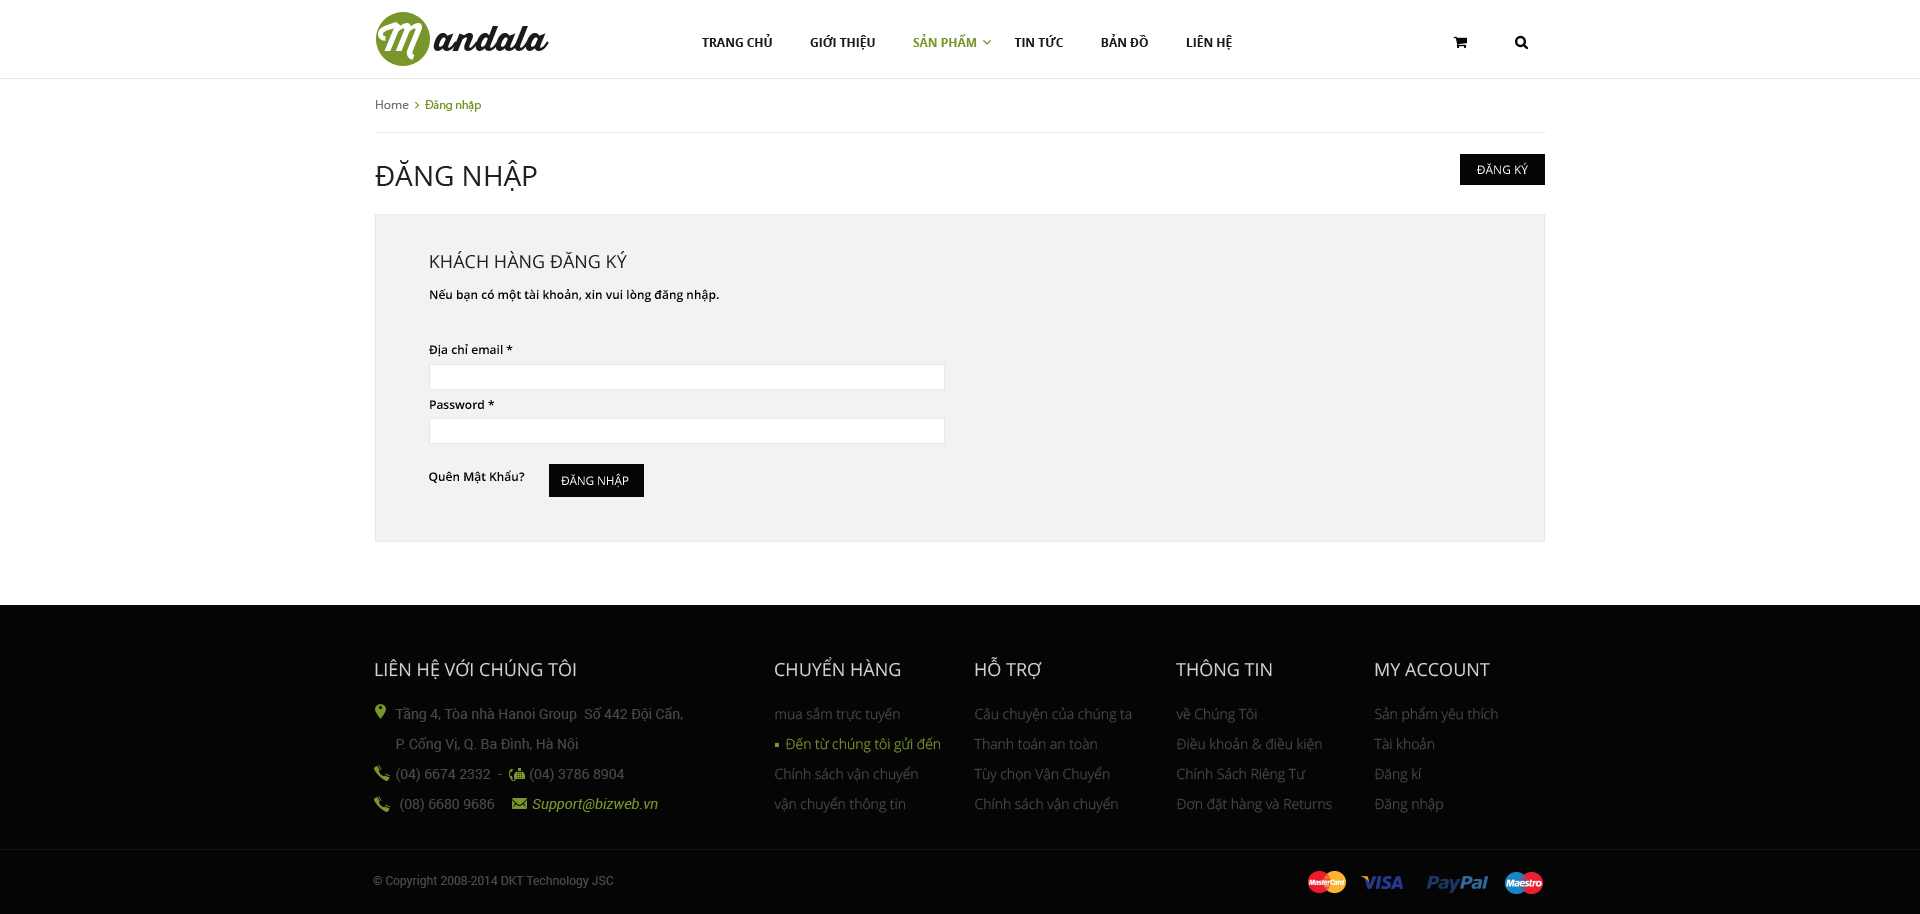 Mandala
TRANG CHỦ GIỚI THIỆU SẢN PHẨM TIN TỨC BẢN ĐỒ LIÊN HỆ
Home > Đăng nhập
ĐĂNG NHẬP
ĐĂNG KÝ
KHÁCH HÀNG ĐĂNG KÝ
Nếu bạn có một tài khoản, xin vui lòng đăng nhập.
Địa chỉ email *
Password *
Quên Mật Khẩu? ĐĂNG NHẬP
LIÊN HỆ VỚI CHÚNG TÔI
Tầng 4, Tòa nhà Hanoi Group Số 442 Đội Cấn,
P. Cống Vị, Q. Ba Đình, Hà Nội
(04) 6674 2332 - (04) 3786 8904
(08) 6680 9686 Support@bizweb.vn
CHUYỂN HÀNG
mua sắm trực tuyến
Đến từ chúng tôi gửi đến
Chính sách vận chuyển
vận chuyển thông tin
HỖ TRỢ
Câu chuyện của chúng ta
Thanh toán an toàn
Tùy chọn Vận Chuyển
Chính sách vận chuyển
THÔNG TIN
về Chúng Tôi
Điều khoản & điều kiện
Chính Sách Riêng Tư
Đơn đặt hàng và Returns
MY ACCOUNT
Sản phẩm yêu thích
Tài khoản
Đăng kí
Đăng nhập
© Copyright 2008-2014 DKT Technology JSC
MasterCard VISA PayPal Maestro